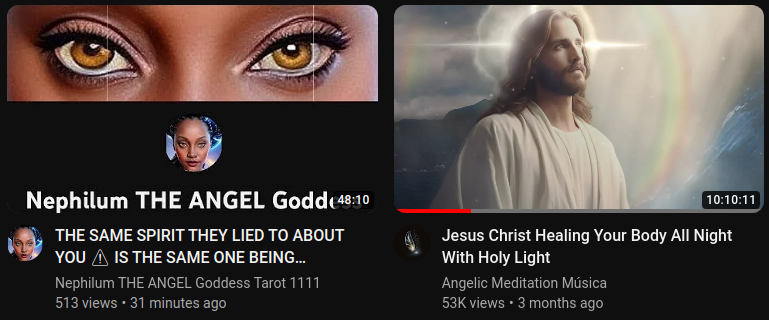 Nephilum THE ANGEL Godde
48:10
THE SAME SPIRIT THEY LIED TO ABOUT
YOU ⚠️ IS THE SAME ONE BEING...
Nephilum THE ANGEL Goddess Tarot 1111
513 views • 31 minutes ago
10:10:11
Jesus Christ Healing Your Body All Night
With Holy Light
Angelic Meditation Música
53K views • 3 months ago